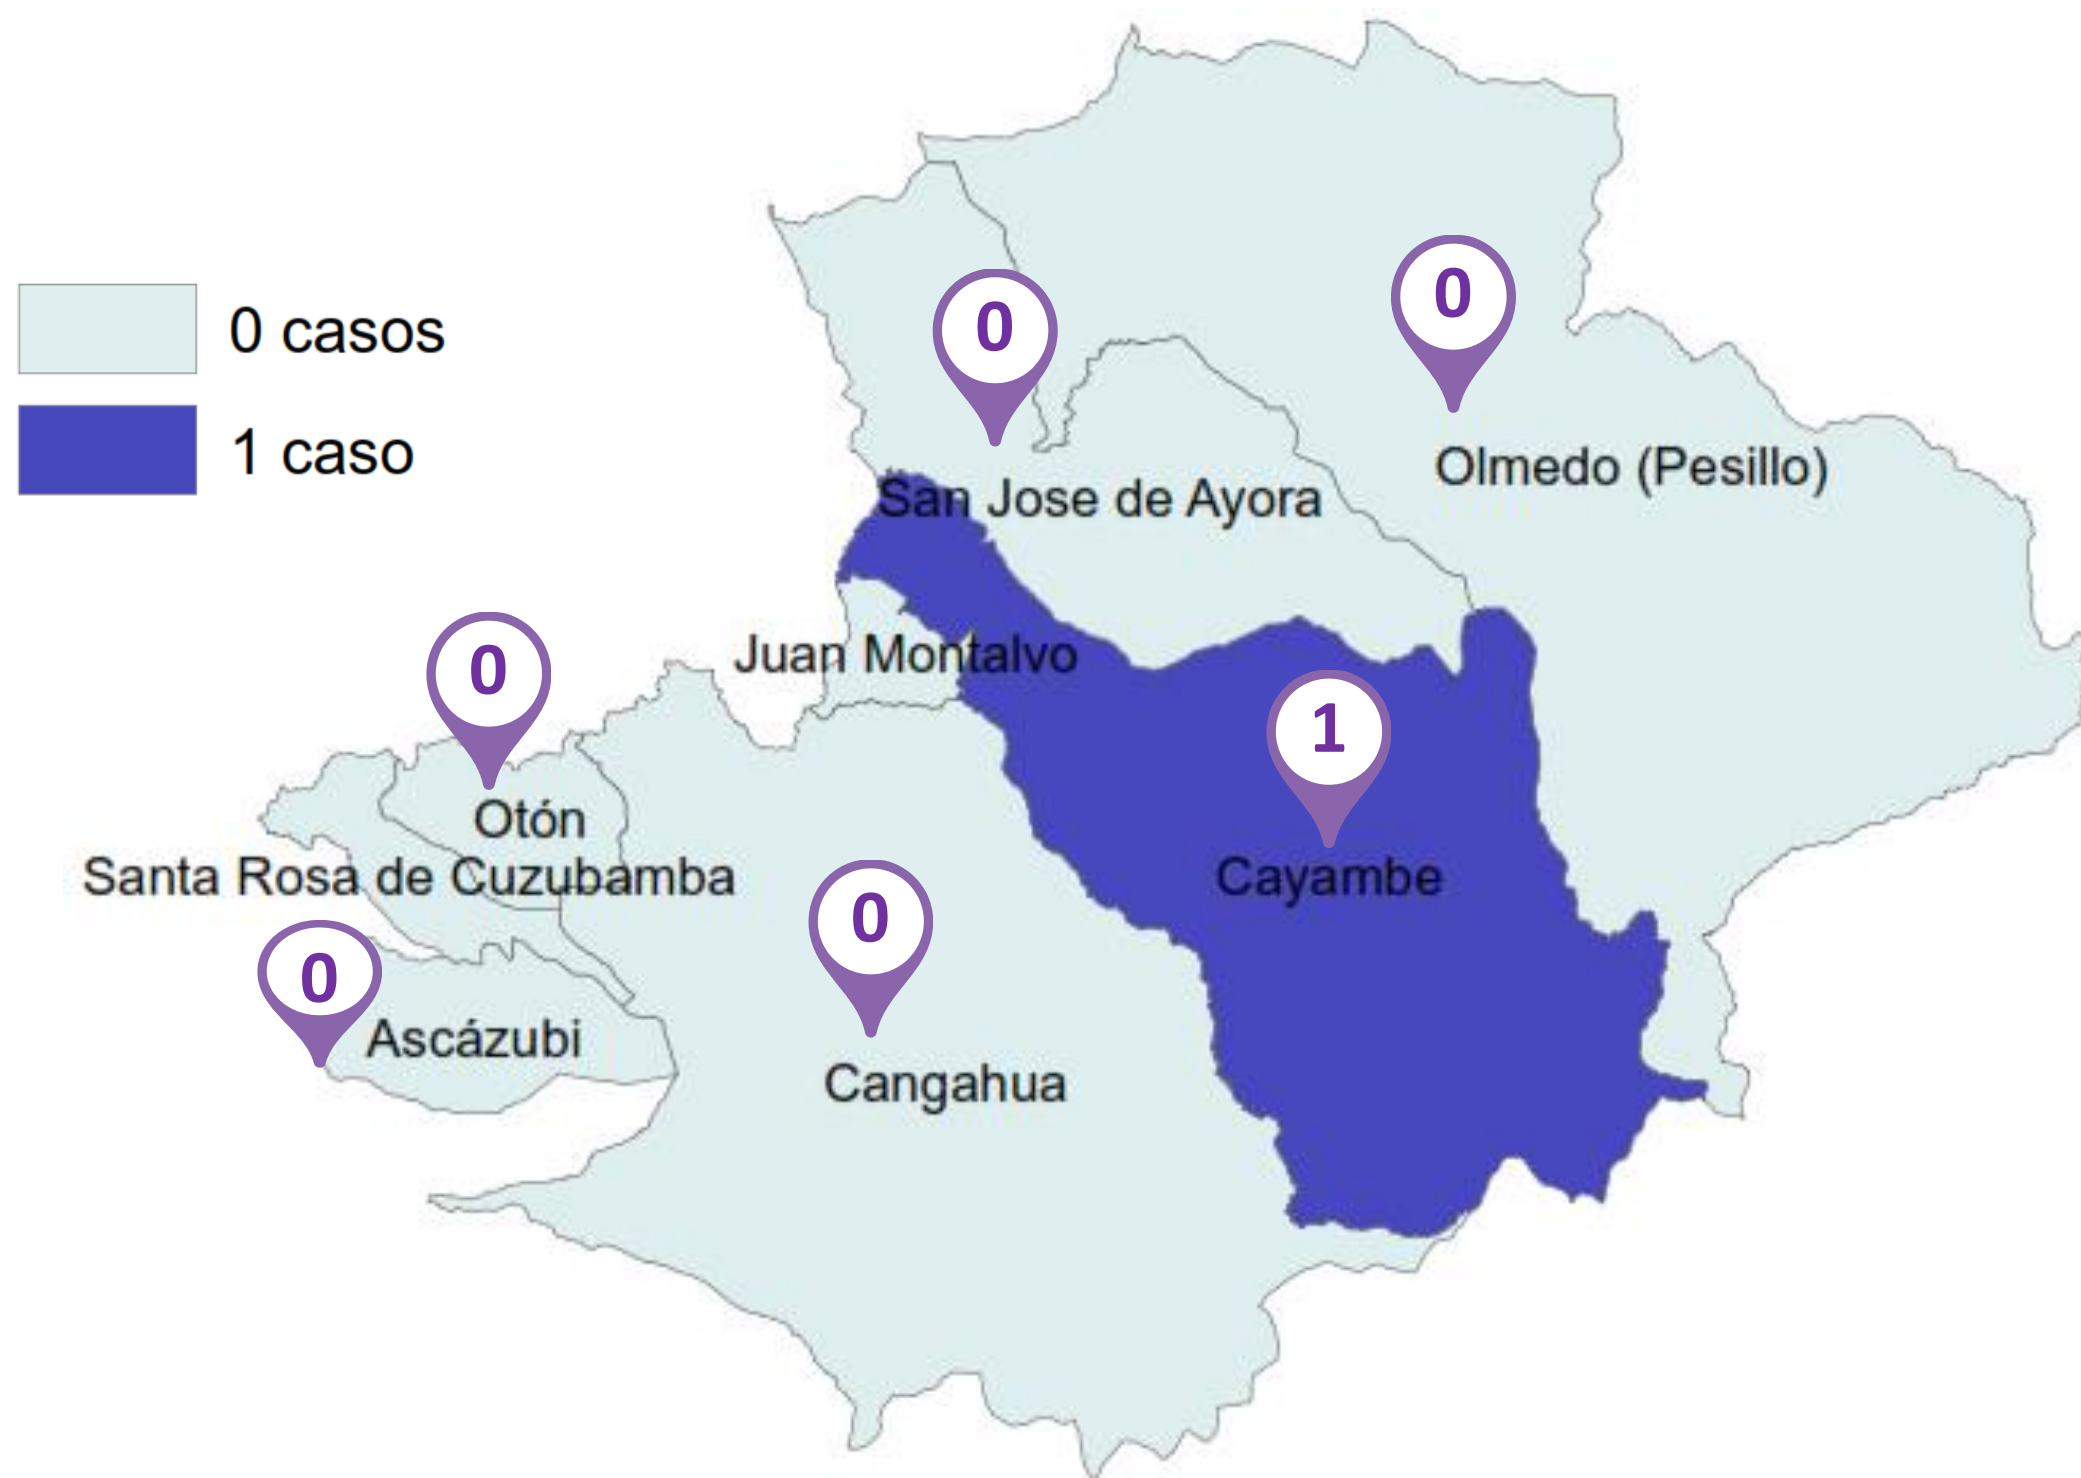 0
0
0 casos
1 caso
Olmedo (Pesillo)
San Jose de Ayora
0
Juan Montalvo
1
Otón
Santa Rosa de Cuzubamba
Cayambe
0
0
Ascázubi
Cangahua